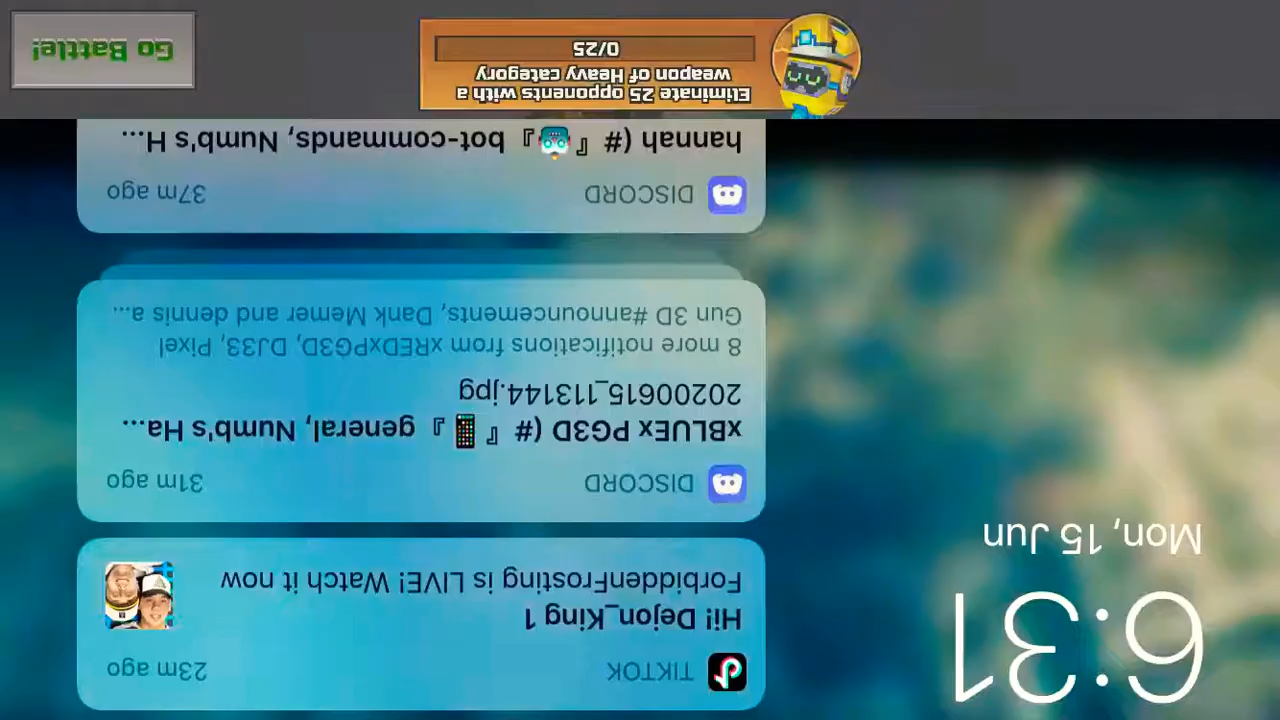 6:31
Mon, 15 Jun
TIKTOK
23m ago
Hi! Dejon_King 1
ForbiddenFrosting is LIVE! Watch it now
DISCORD
31m ago
xBLUEx PG3D (# 『📱』 general, Numb's Ha...
20200615_113144.jpg
8 more notifications from xREDxPG3D, DJ33, Pixel
Gun 3D #announcements, Dank Memer and dennis a...
DISCORD
37m ago
hannah (# 『🤖』 bot-commands, Numb's H...
Eliminate 25 opponents with a
weapon of Heavy category
0/25
Go Battle!